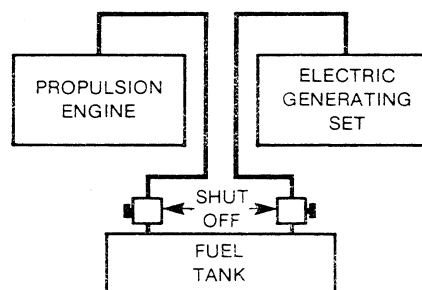 PROPULSION
ENGINE
ELECTRIC
GENERATING
SET
SHUT
OFF
FUEL
TANK